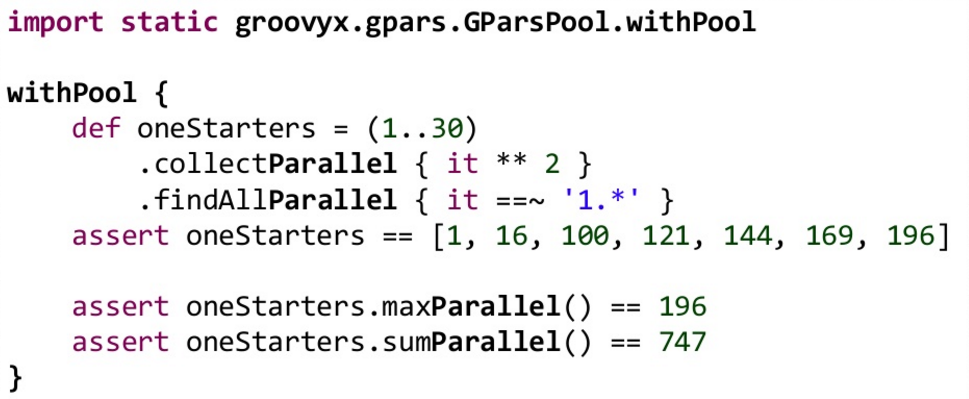 import static groovyx.gpars.GParsPool.withPool
withPool {
    def oneStarters = (1..30)
        .collectParallel { it ** 2 }
        .findAllParallel { it ==~ '1.*' }
    assert oneStarters == [1, 16, 100, 121, 144, 169, 196]
    assert oneStarters.maxParallel() == 196
    assert oneStarters.sumParallel() == 747
}